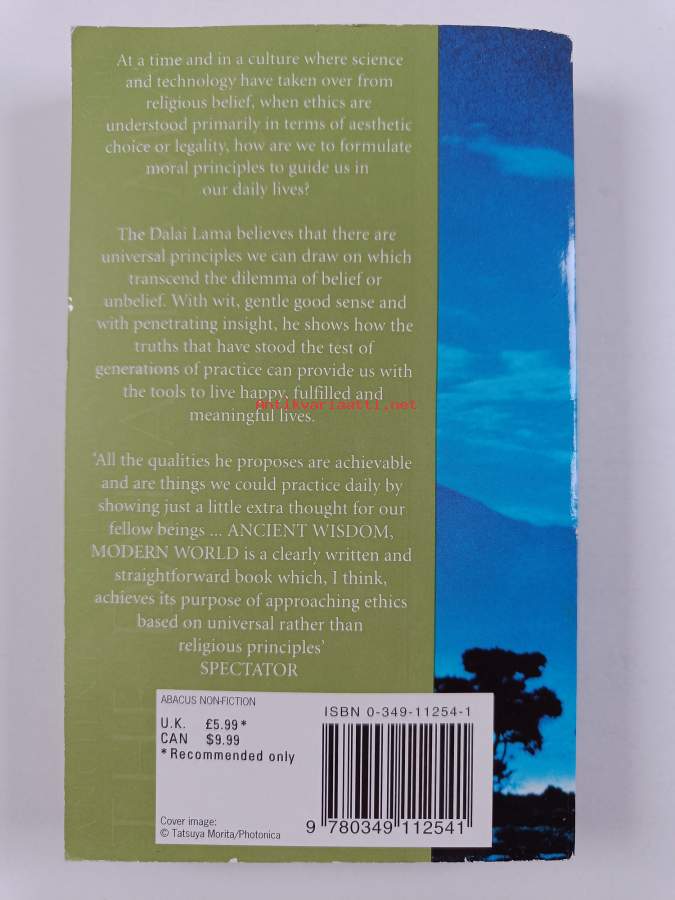 At a time and in a culture where science
and technology have taken over from
religious belief, when ethics are
understood primarily in terms of aesthetic
choice or legality, how are we to formulate
moral principles to guide us in
our daily lives?
The Dalai Lama believes that there are
universal principles we can draw on which
transcend the dilemma of belief or
unbelief. With wit, gentle good sense and
with penetrating insight, he shows how the
truths that have stood the test of
generations of practice can provide us with
the tools to live happy, fulfilled and
meaningful lives.
Antikvariaatti.net
'All the qualities he proposes are achievable
and are things we could practice daily by
showing just a little extra thought for our
fellow beings ... ANCIENT WISDOM,
MODERN WORLD is a clearly written and
straightforward book which, I think,
achieves its purpose of approaching ethics
based on universal rather than
religious principles'
SPECTATOR
ABACUS NON-FICTION
U.K. £5.99*
CAN $9.99
*Recommended only
Cover image:
© Tatsuya Morita/Photonica
ISBN 0-349-11254-1
9 780349 112541